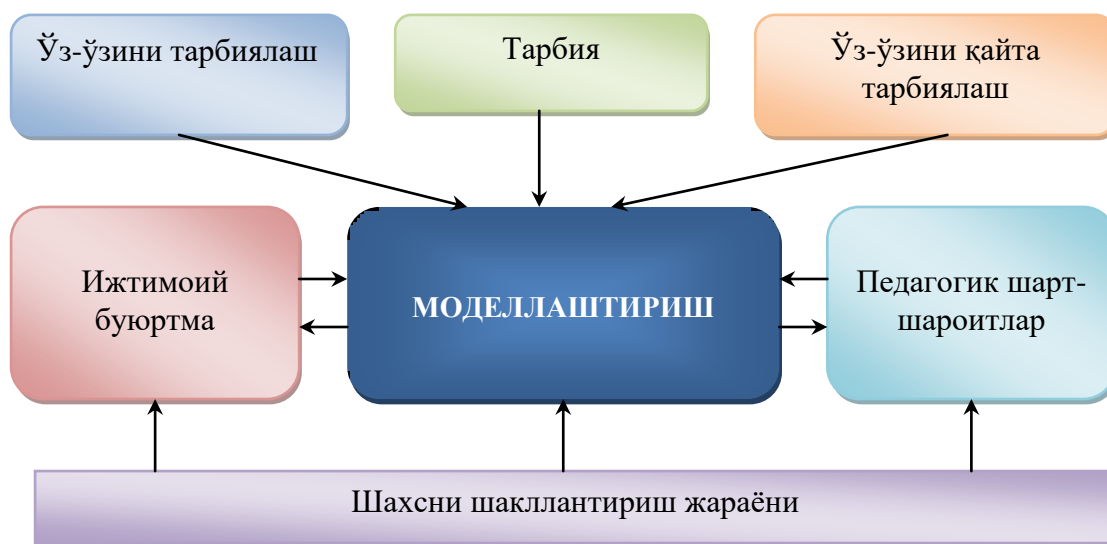 Ўз-ўзини тарбиялаш
Тарбия
Ўз-ўзини қайта
тарбиялаш
Ижтимоий
буюртма
МОДЕЛЛАШТИРИШ
Педагогик шарт-
шароитлар
Шахсни шакллантириш жараёни